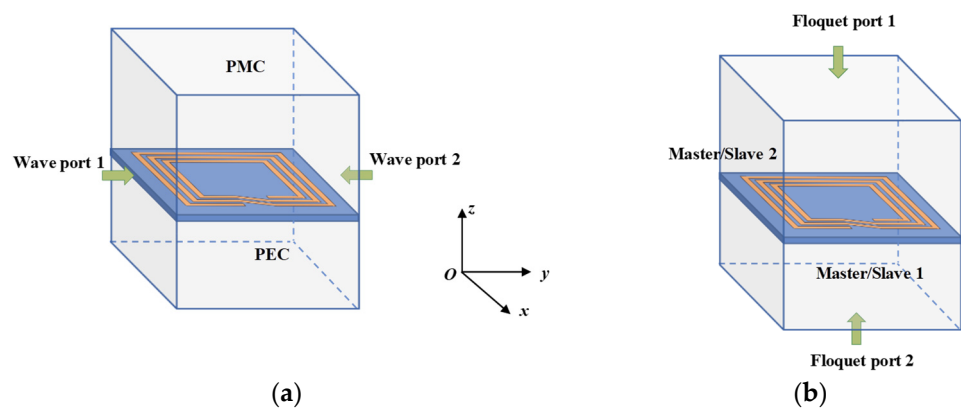 PMC
Wave port 1
Wave port 2
PEC
z
O
y
x
(a)
Floquet port 1
Master/Slave 2
Master/Slave 1
Floquet port 2
(b)